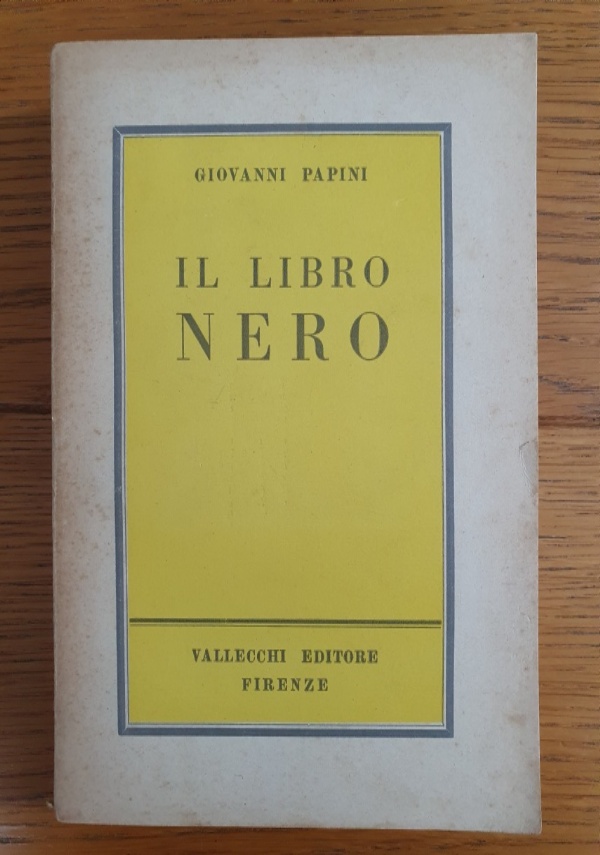 GIOVANNI PAPINI
IL LIBRO
NERO
VALLECCHI EDITORE
FIRENZE